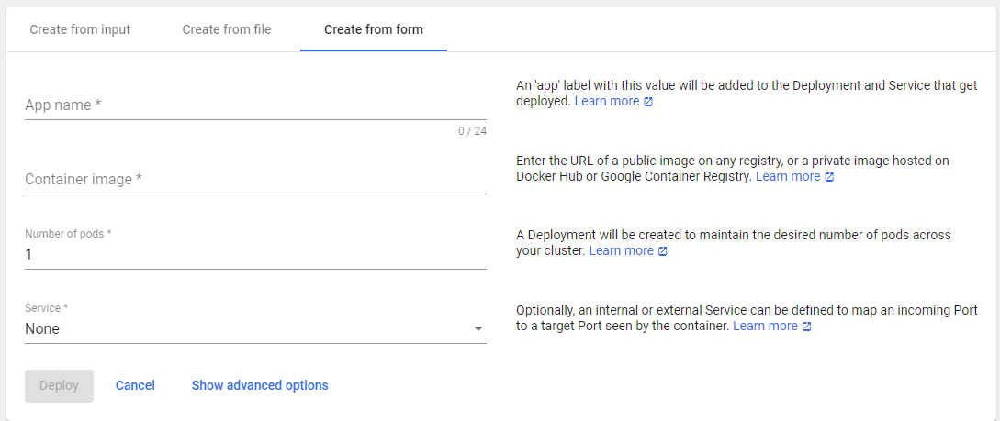 Create from input
Create from file
Create from form
App name *
0 / 24
An 'app' label with this value will be added to the Deployment and Service that get
deployed. Learn more
Container image *
Enter the URL of a public image on any registry, or a private image hosted on
Docker Hub or Google Container Registry. Learn more
Number of pods *
1
A Deployment will be created to maintain the desired number of pods across
your cluster. Learn more
Service *
None
Optionally, an internal or external Service can be defined to map an incoming Port
to a target Port seen by the container. Learn more
Deploy
Cancel
Show advanced options